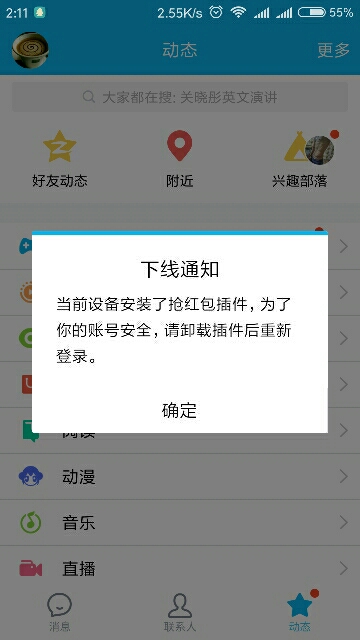 2:11
2.55K/s
55%
动态
更多
大家都在搜: 关晓彤英文演讲
好友动态
附近
兴趣部落
下线通知
当前设备安装了抢红包插件，为了
你的账号安全，请卸载插件后重新
登录。
确定
阅读
动漫
音乐
直播
消息
联系人
动态